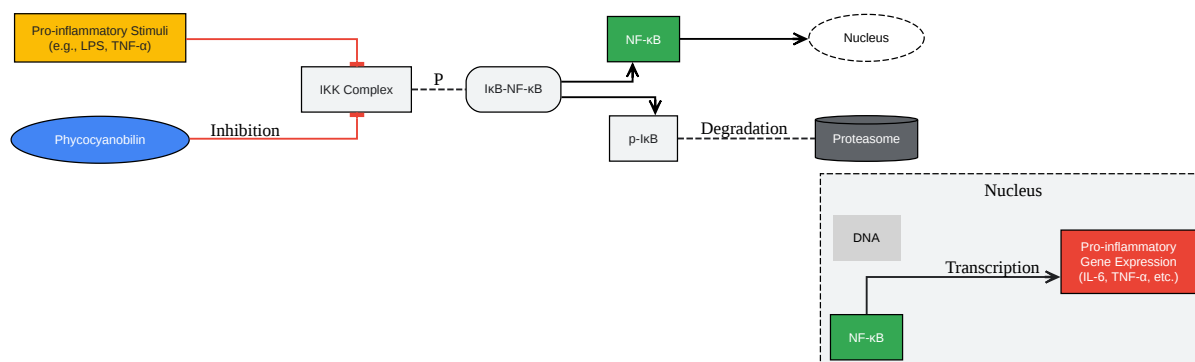 Pro-inflammatory Stimuli
(e.g., LPS, TNF-α)
NF-κB
Nucleus
IKK Complex
P
IκB-NF-κB
Phycocyanobilin
Inhibition
p-IκB
Degradation
Proteasome
Nucleus
DNA
Pro-inflammatory
Gene Expression
(IL-6, TNF-α, etc.)
Transcription
NF-κB